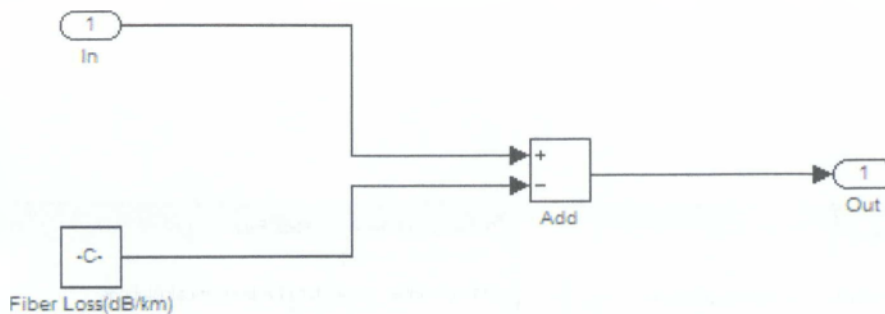 1
In
+
−
Add
1
Out
-C-
Fiber Loss(dB/km)